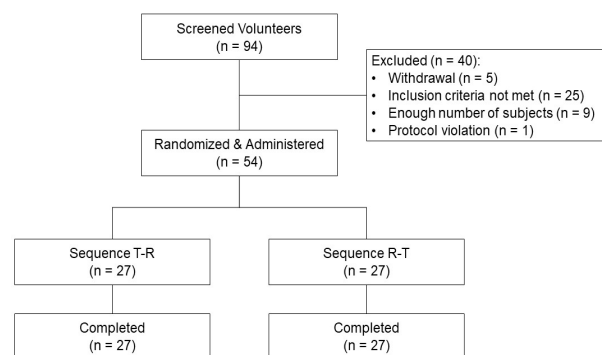 Screened Volunteers
(n = 94)
Excluded (n = 40):
• Withdrawal (n = 5)
• Inclusion criteria not met (n = 25)
• Enough number of subjects (n = 9)
• Protocol violation (n = 1)
Randomized & Administered
(n = 54)
Sequence T-R
(n = 27)
Sequence R-T
(n = 27)
Completed
(n = 27)
Completed
(n = 27)